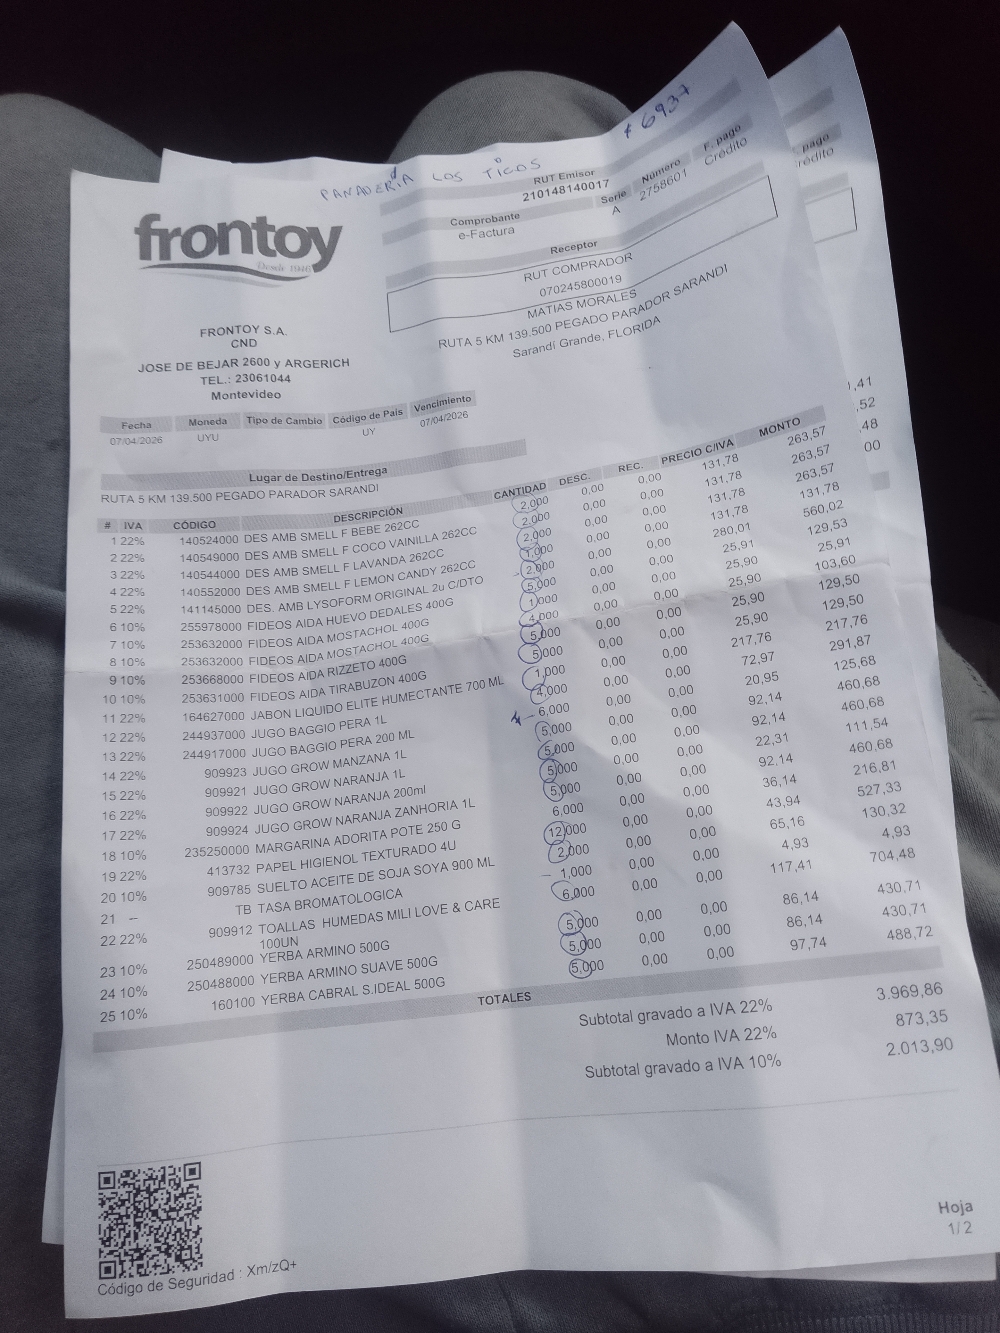 PANADERIA LOS TICOS
$ 6937
frontoy
Desde 1946
RUT Emisor
210148140017
Comprobante Serie Número F. pago
e-Factura A 2758601 Crédito
Receptor
RUT COMPRADOR
070245800019
MATIAS MORALES
RUTA 5 KM 139.500 PEGADO PARADOR SARANDI
Sarandí Grande, FLORIDA
FRONTOY S.A.
CND
JOSE DE BEJAR 2600 y ARGERICH
TEL.: 23061044
Montevideo
Fecha Moneda Tipo de Cambio Código de País Vencimiento
07/04/2026 UYU UY 07/04/2026
Lugar de Destino/Entrega
RUTA 5 KM 139.500 PEGADO PARADOR SARANDI
# IVA CÓDIGO DESCRIPCIÓN CANTIDAD DESC. REC. PRECIO C/IVA MONTO
1 22% 140524000 DES AMB SMELL F BEBE 262CC 2,000 0,00 0,00 131,78 263,57
2 22% 140549000 DES AMB SMELL F COCO VAINILLA 262CC 2,000 0,00 0,00 131,78 263,57
3 22% 140544000 DES AMB SMELL F LAVANDA 262CC 2,000 0,00 0,00 131,78 263,57
4 22% 140552000 DES AMB SMELL F LEMON CANDY 262CC 1,000 0,00 0,00 131,78 131,78
5 22% 141145000 DES. AMB LYSOFORM ORIGINAL 2u C/DTO 2,000 0,00 0,00 280,01 560,02
6 10% 255978000 FIDEOS AIDA HUEVO DEDALES 400G 5,000 0,00 0,00 25,91 129,53
7 10% 253632000 FIDEOS AIDA MOSTACHOL 400G 1,000 0,00 0,00 25,90 25,91
8 10% 253632000 FIDEOS AIDA MOSTACHOL 400G 4,000 0,00 0,00 25,90 103,60
9 10% 253668000 FIDEOS AIDA RIZZETO 400G 5,000 0,00 0,00 25,90 129,50
10 10% 253631000 FIDEOS AIDA TIRABUZON 400G 5,000 0,00 0,00 25,90 129,50
11 22% 164627000 JABON LIQUIDO ELITE HUMECTANTE 700 ML 1,000 0,00 0,00 217,76 217,76
12 22% 244937000 JUGO BAGGIO PERA 1L 4,000 0,00 0,00 72,97 291,87
13 22% 244917000 JUGO BAGGIO PERA 200 ML 6,000 0,00 0,00 20,95 125,68
14 22% 909923 JUGO GROW MANZANA 1L 5,000 0,00 0,00 92,14 460,68
15 22% 909921 JUGO GROW NARANJA 1L 5,000 0,00 0,00 92,14 460,68
16 22% 909922 JUGO GROW NARANJA 200ml 5,000 0,00 0,00 22,31 111,54
17 22% 909924 JUGO GROW NARANJA ZANHORIA 1L 5,000 0,00 0,00 92,14 460,68
18 10% 235250000 MARGARINA ADORITA POTE 250 G 6,000 0,00 0,00 36,14 216,81
19 22% 413732 PAPEL HIGIENOL TEXTURADO 4U 12,000 0,00 0,00 43,94 527,33
20 10% 909785 SUELTO ACEITE DE SOJA SOYA 900 ML 2,000 0,00 0,00 65,16 130,32
21 – TB TASA BROMATOLOGICA 1,000 0,00 0,00 4,93 4,93
22 22% 909912 TOALLAS HUMEDAS MILI LOVE & CARE 6,000 0,00 0,00 117,41 704,48
100UN
23 10% 250489000 YERBA ARMINO 500G 5,000 0,00 0,00 86,14 430,71
24 10% 250488000 YERBA ARMINO SUAVE 500G 5,000 0,00 0,00 86,14 430,71
25 10% 160100 YERBA CABRAL S.IDEAL 500G 5,000 0,00 0,00 97,74 488,72
TOTALES
Subtotal gravado a IVA 22% 3.969,86
Monto IVA 22% 873,35
Subtotal gravado a IVA 10% 2.013,90
Hoja
1/ 2
Código de Seguridad : Xm/zQ+